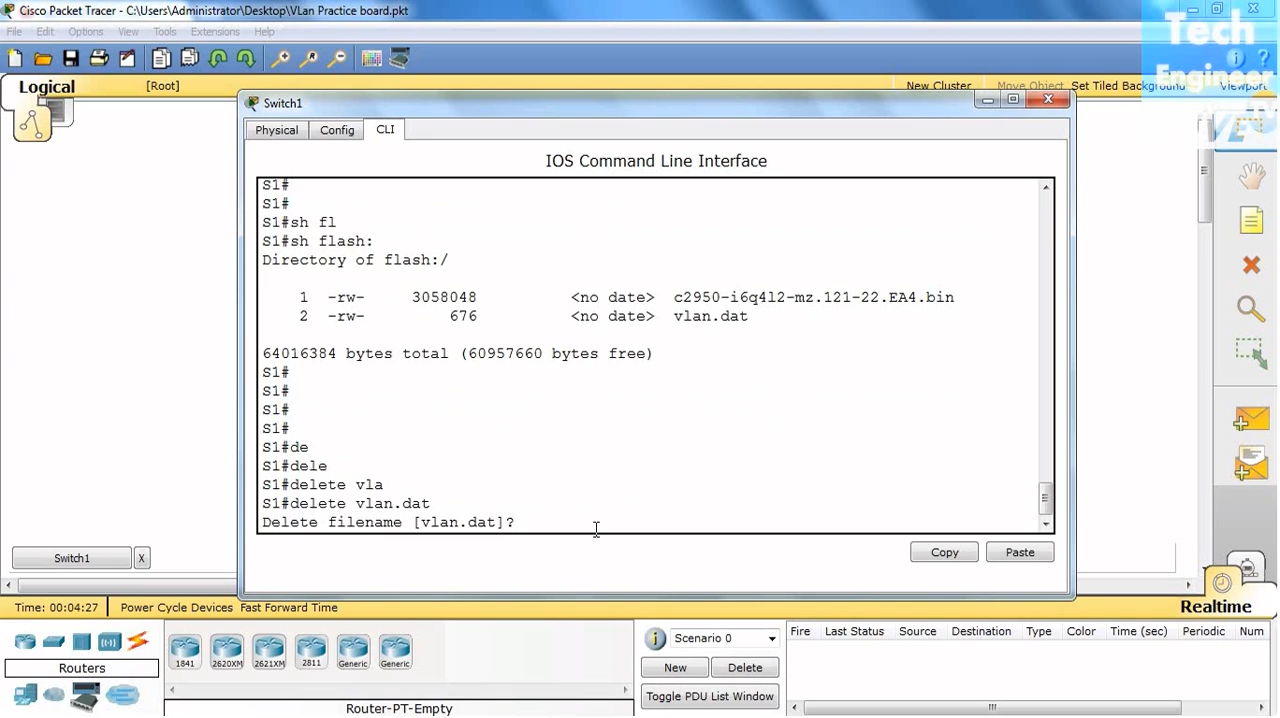 Cisco Packet Tracer - C:\Users\Administrator\Desktop\VLan Practice board.pkt
File Edit Options View Tools Extensions Help
Tech
Engineer
Logical [Root] New Cluster Move Object Set Tiled Background Viewport
Switch1
Physical Config CLI
IOS Command Line Interface
S1#
S1#
S1#sh fl
S1#sh flash:
Directory of flash:/
1 -rw- 3058048 <no date> c2950-i6q4l2-mz.121-22.EA4.bin
2 -rw- 676 <no date> vlan.dat
64016384 bytes total (60957660 bytes free)
S1#
S1#
S1#
S1#
S1#de
S1#dele
S1#delete vla
S1#delete vlan.dat
Delete filename [vlan.dat]?
Copy Paste
Switch1 X
Time: 00:04:27 Power Cycle Devices Fast Forward Time Realtime
Routers
1841 2620XM 2621XM 2811 Generic Generic
Router-PT-Empty
Scenario 0
New Delete
Toggle PDU List Window
Fire Last Status Source Destination Type Color Time (sec) Periodic Num